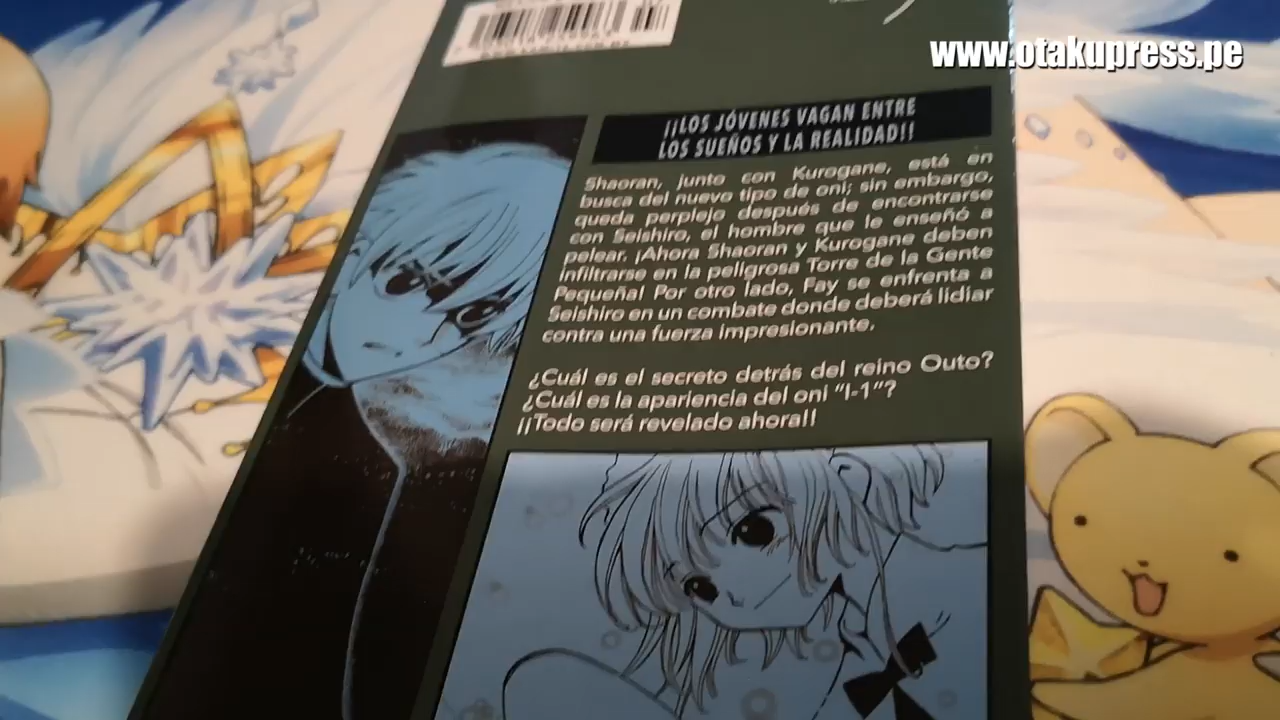 www.otakupress.pe
¡¡LOS JÓVENES VAGAN ENTRE
LOS SUEÑOS Y LA REALIDAD!!
Shaoran, junto con Kurogane, está en
busca del nuevo tipo de oni; sin embargo,
queda perplejo después de encontrarse
con Seishiro, el hombre que le enseñó a
pelear. ¡Ahora Shaoran y Kurogane deben
infiltrarse en la peligrosa Torre de la Gente
Pequeña! Por otro lado, Fay se enfrenta a
Seishiro en un combate donde deberá lidiar
contra una fuerza impresionante.
¿Cuál es el secreto detrás del reino Outo?
¿Cuál es la apariencia del oni "I-1"?
¡¡Todo será revelado ahora!!